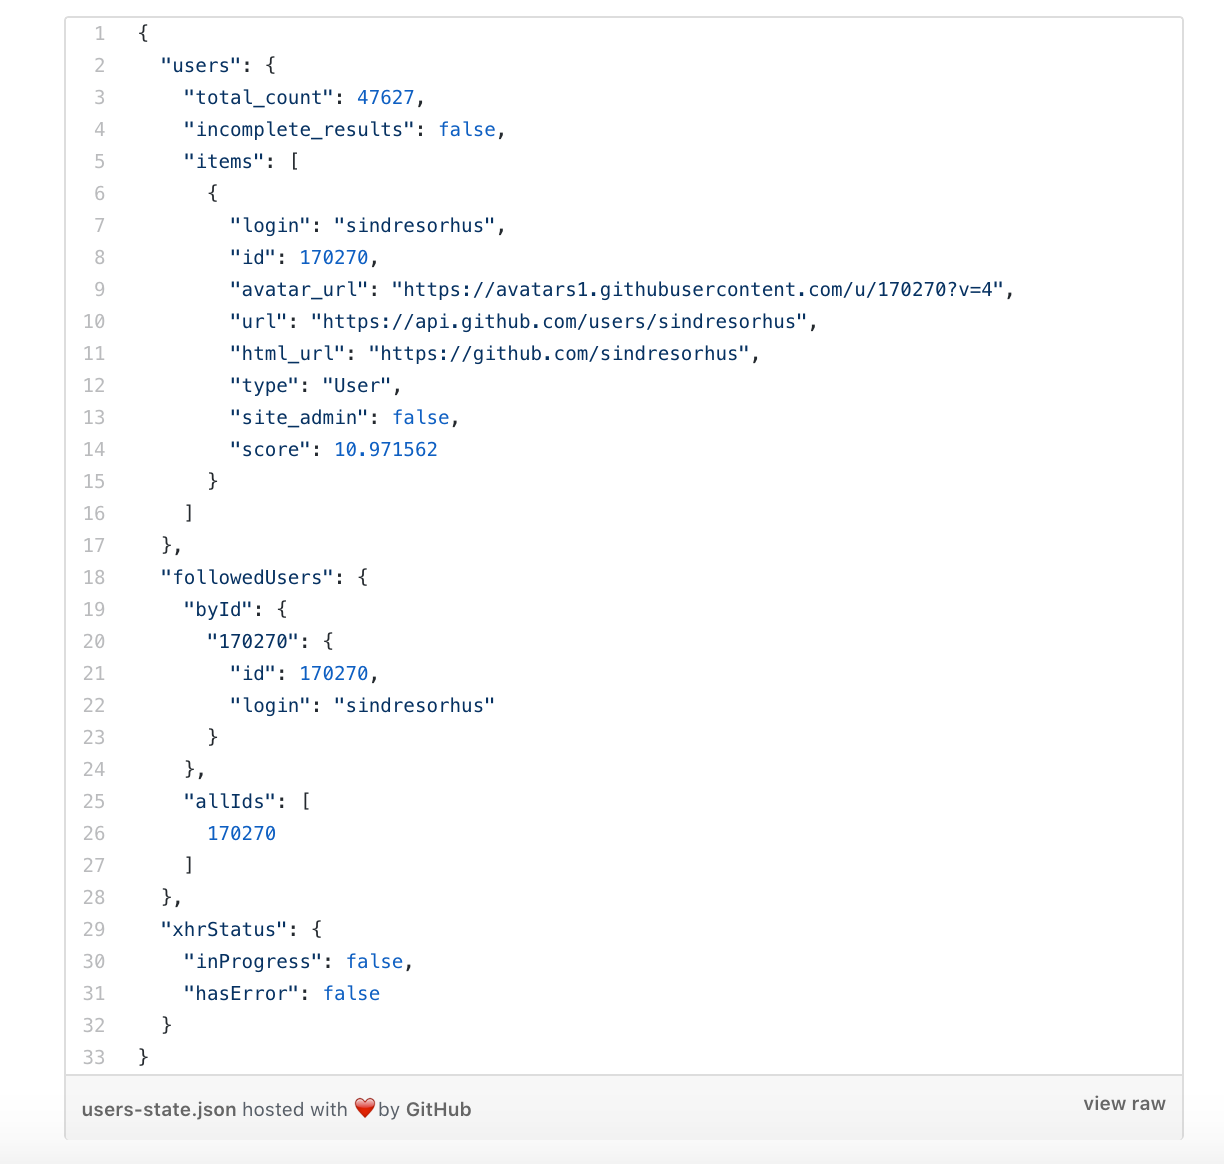 1 {
2   "users": {
3     "total_count": 47627,
4     "incomplete_results": false,
5     "items": [
6       {
7         "login": "sindresorhus",
8         "id": 170270,
9         "avatar_url": "https://avatars1.githubusercontent.com/u/170270?v=4",
10         "url": "https://api.github.com/users/sindresorhus",
11         "html_url": "https://github.com/sindresorhus",
12         "type": "User",
13         "site_admin": false,
14         "score": 10.971562
15       }
16     ]
17   },
18   "followedUsers": {
19     "byId": {
20       "170270": {
21         "id": 170270,
22         "login": "sindresorhus"
23       }
24     },
25     "allIds": [
26       170270
27     ]
28   },
29   "xhrStatus": {
30     "inProgress": false,
31     "hasError": false
32   }
33 }
users-state.json hosted with ❤️ by GitHub
view raw